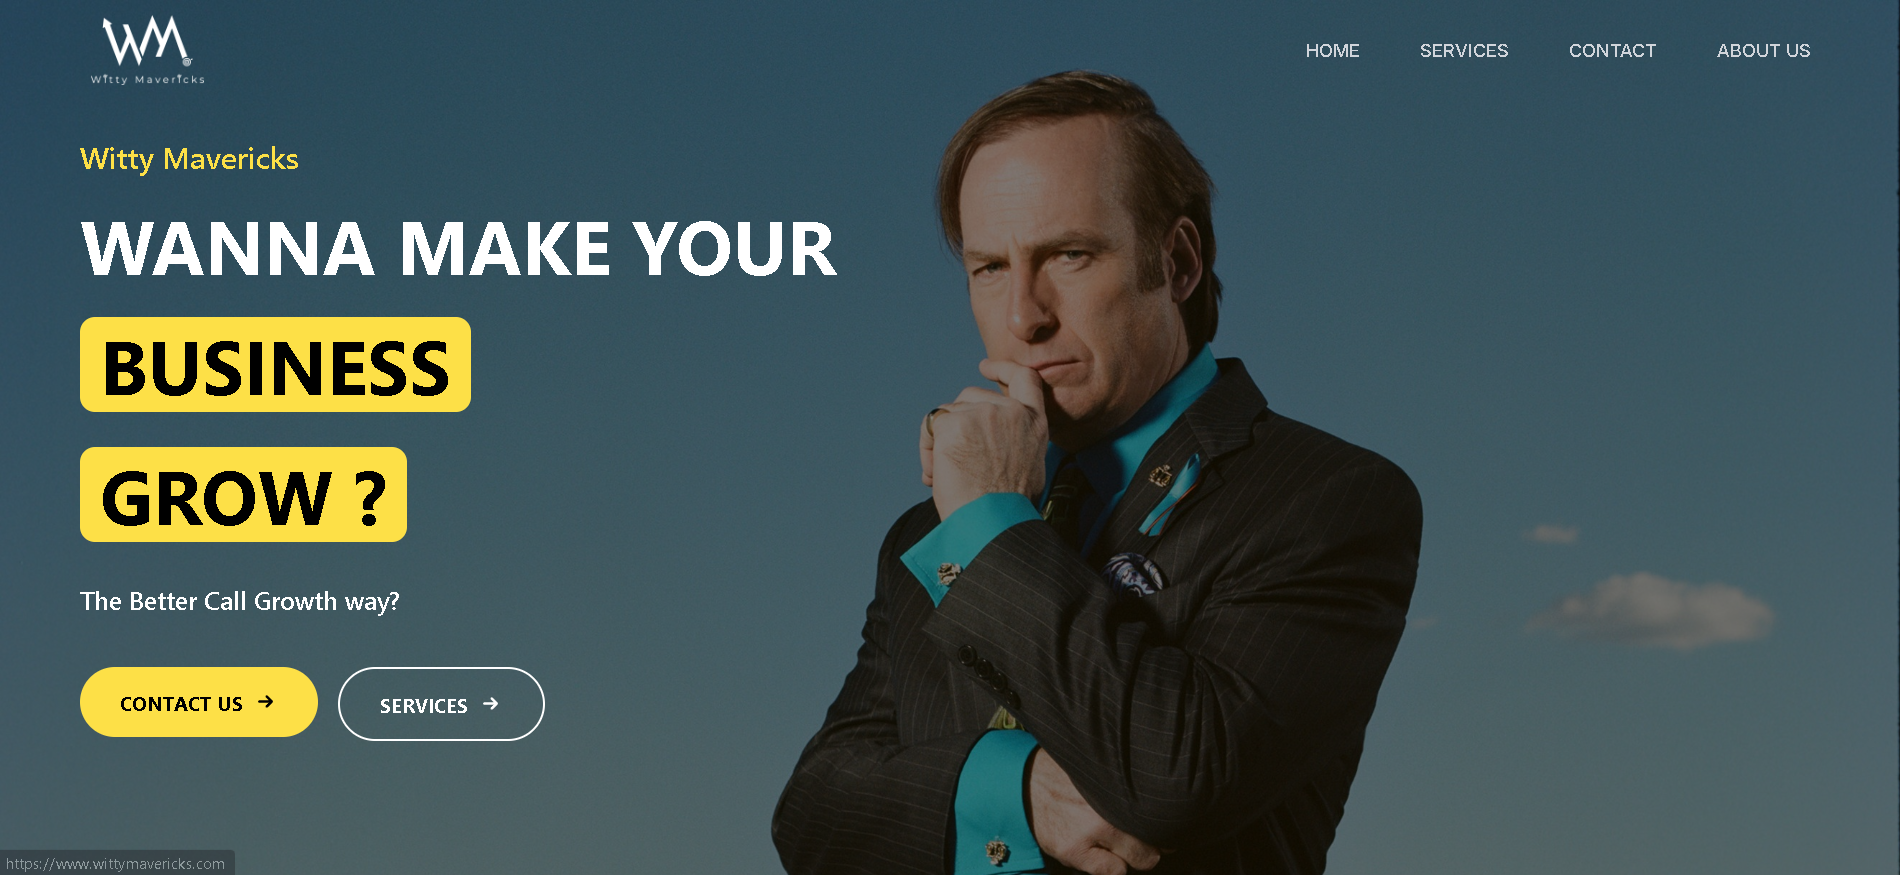 WM
Witty Mavericks
HOME SERVICES CONTACT ABOUT US
Witty Mavericks
WANNA MAKE YOUR
BUSINESS
GROW ?
The Better Call Growth way?
CONTACT US → SERVICES →
https://www.wittymavericks.com